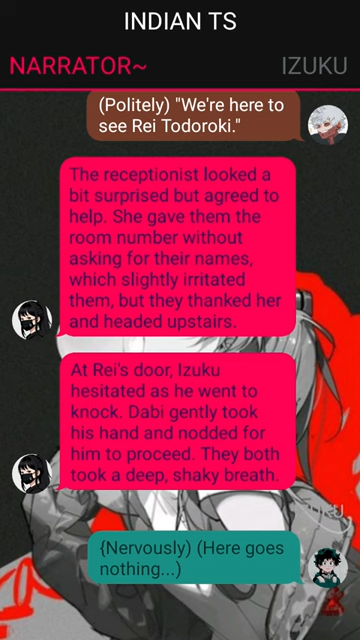 INDIAN TS
NARRATOR~ IZUKU
(Politely) "We're here to
see Rei Todoroki."
The receptionist looked a
bit surprised but agreed to
help. She gave them the
room number without
asking for their names,
which slightly irritated
them, but they thanked her
and headed upstairs.
At Rei's door, Izuku
hesitated as he went to
knock. Dabi gently took
his hand and nodded for
him to proceed. They both
took a deep, shaky breath.
{Nervously) (Here goes
nothing...)